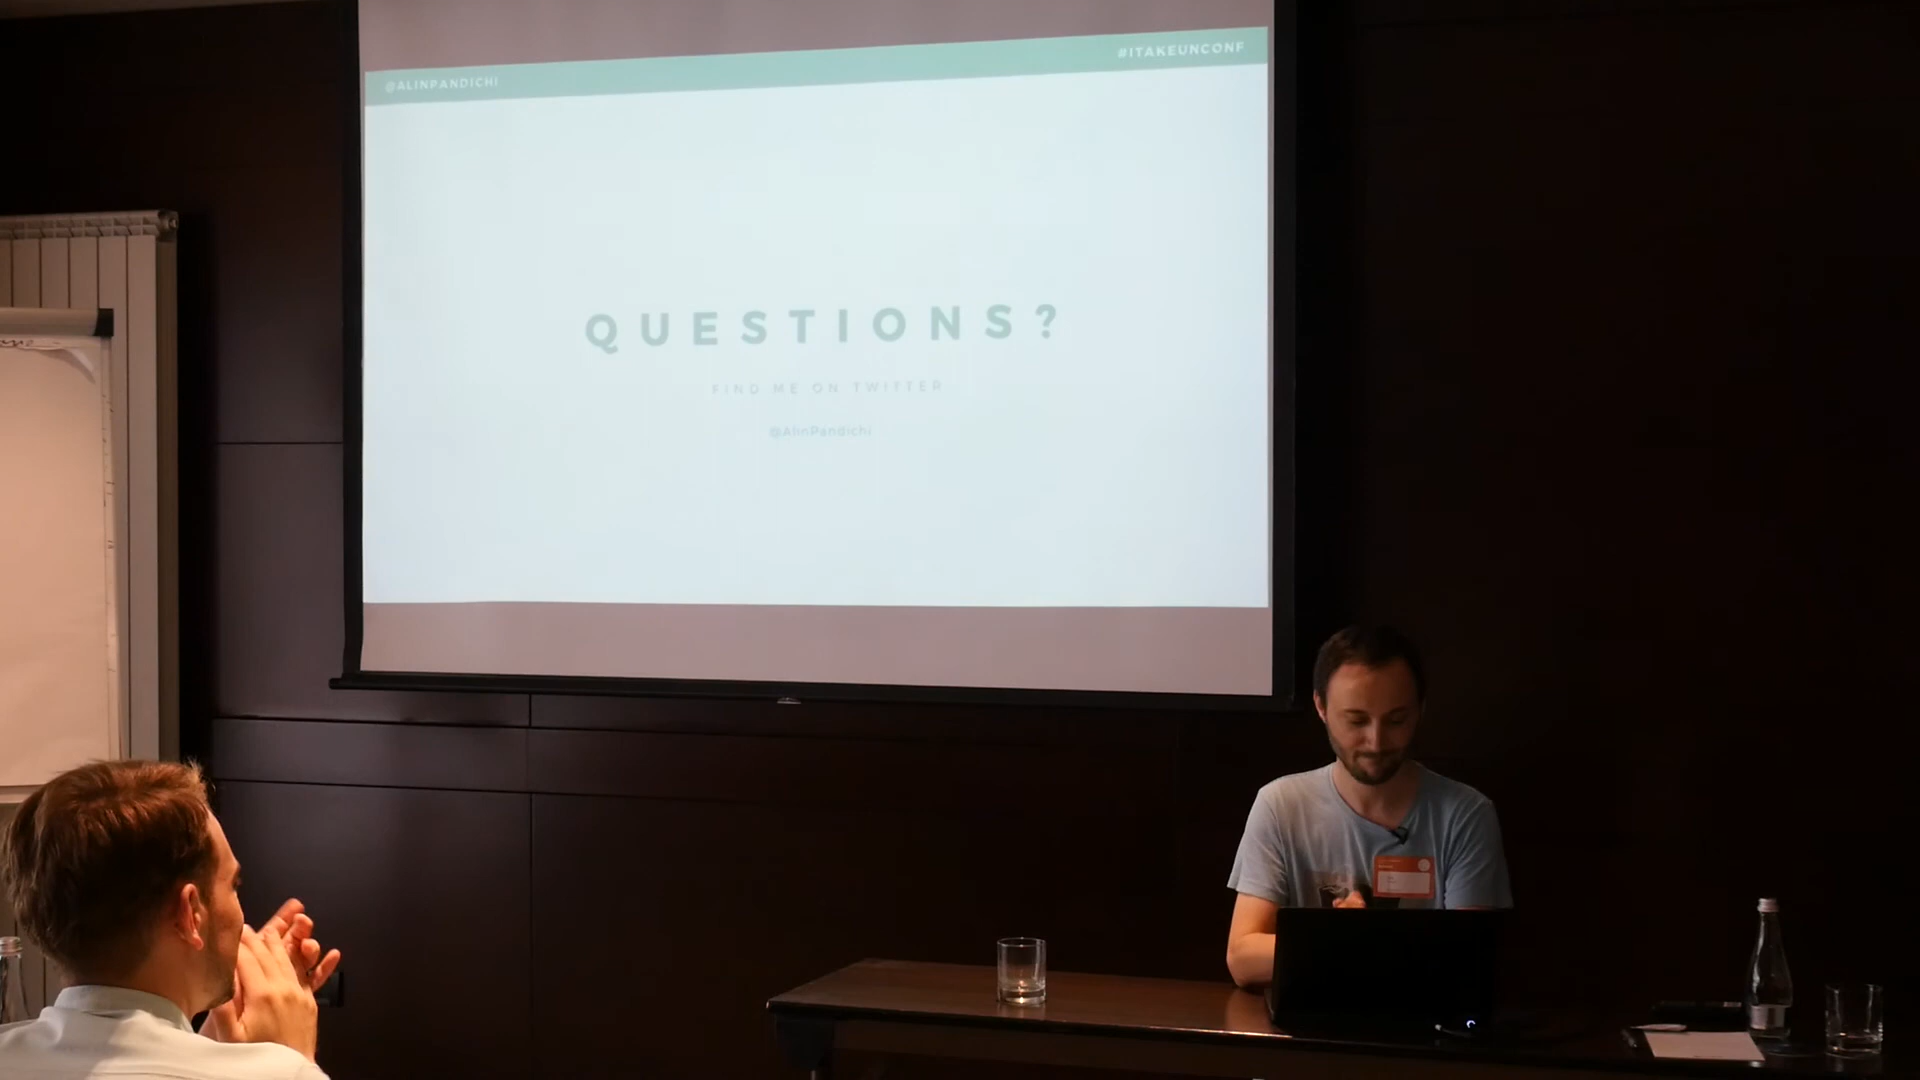 @ALINPANDICHI
#ITAKEUNCONF
QUESTIONS?
FIND ME ON TWITTER
@AlinPandichi